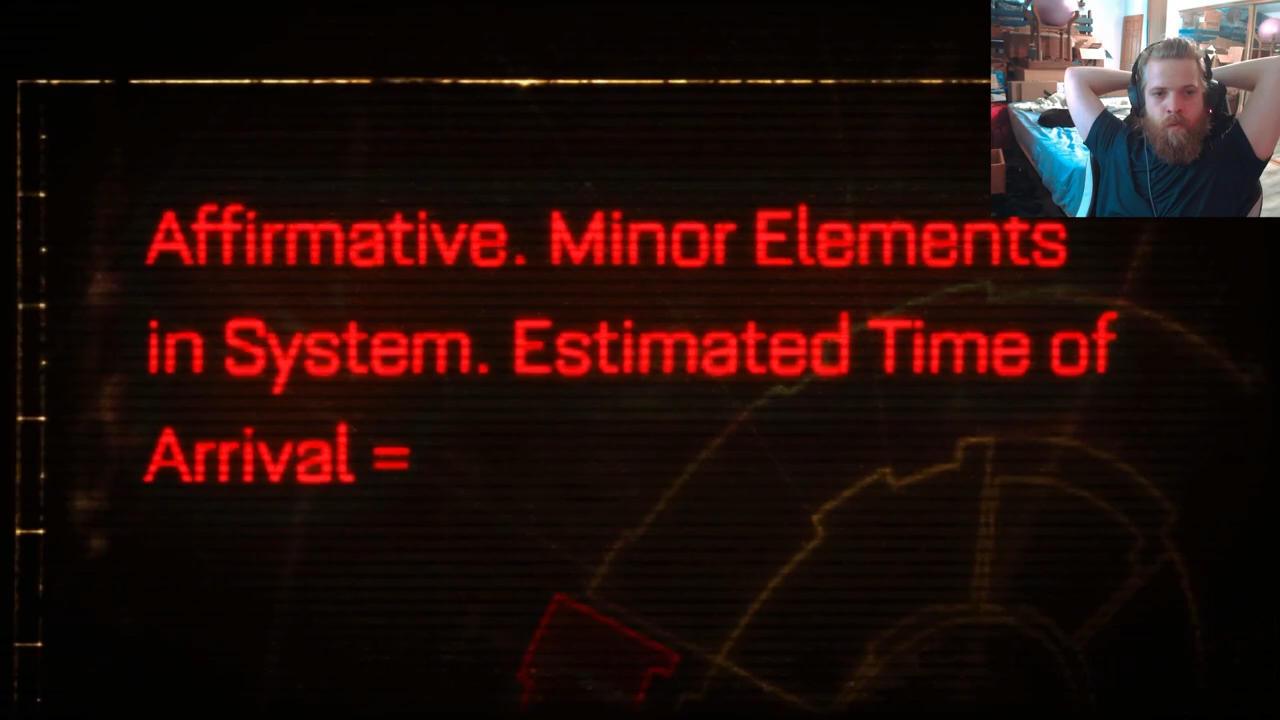 Affirmative. Minor Elements
in System. Estimated Time of
Arrival =